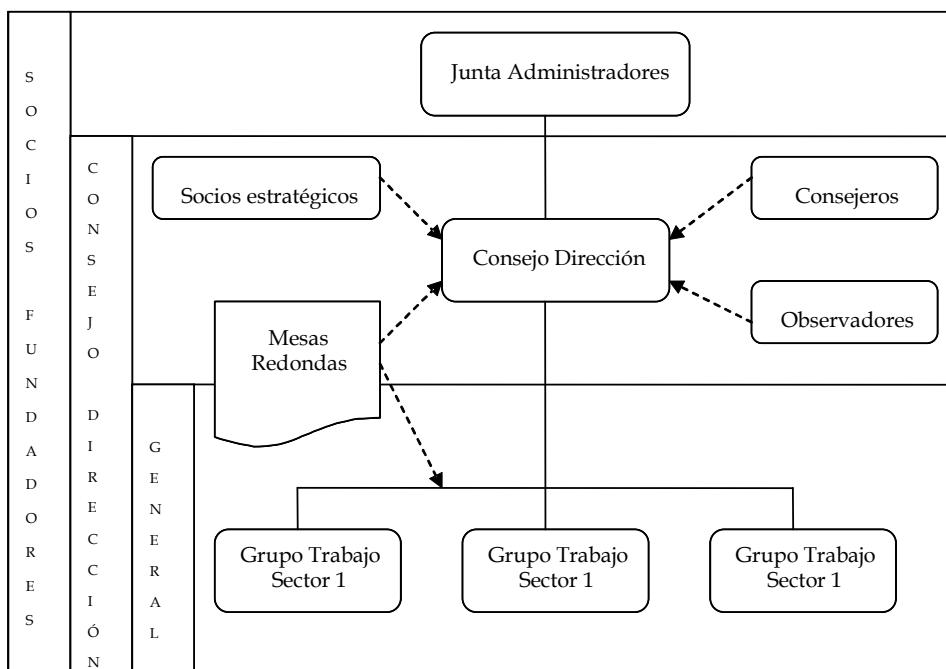 SOCIOS FUNDADORES
CONSEJO DIRECCIÓN
GENERAL
Junta Administradores
Socios estratégicos
Consejeros
Consejo Dirección
Observadores
Mesas
Redondas
Grupo Trabajo
Sector 1
Grupo Trabajo
Sector 1
Grupo Trabajo
Sector 1